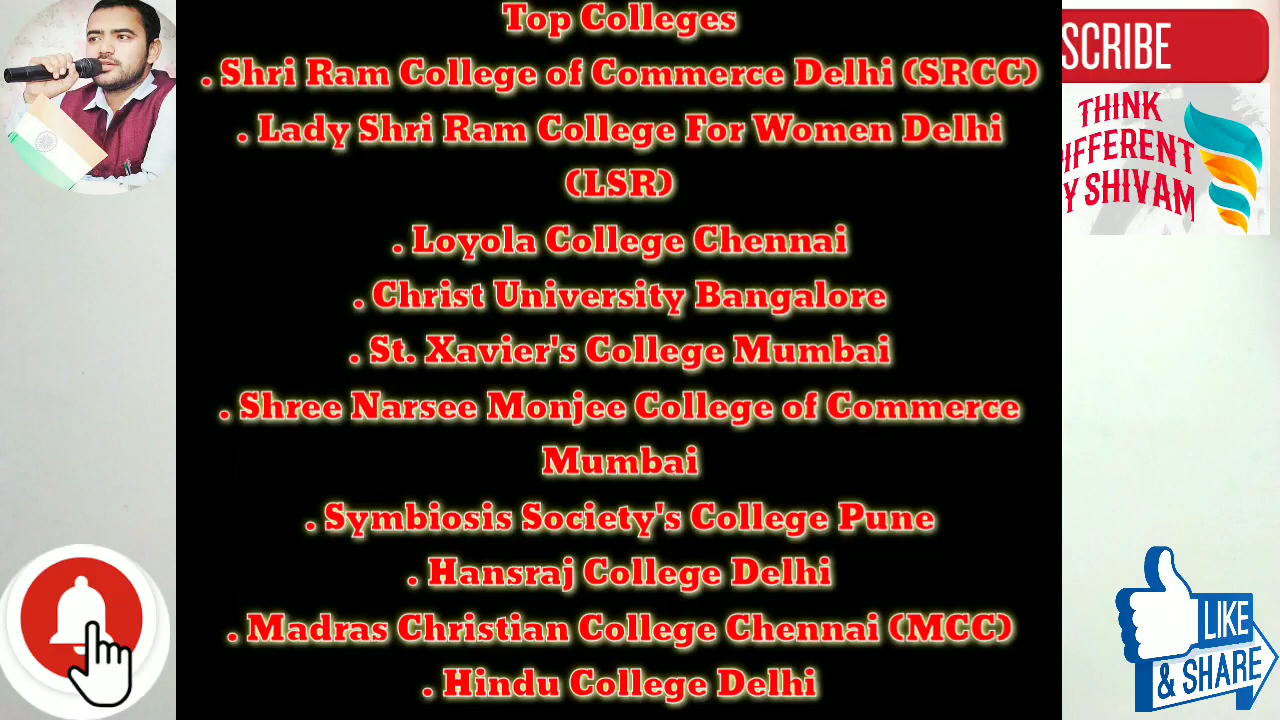 Top Colleges
. Shri Ram College of Commerce Delhi (SRCC)
. Lady Shri Ram College For Women Delhi
(LSR)
. Loyola College Chennai
. Christ University Bangalore
. St. Xavier's College Mumbai
. Shree Narsee Monjee College of Commerce
Mumbai
. Symbiosis Society's College Pune
. Hansraj College Delhi
. Madras Christian College Chennai (MCC)
. Hindu College Delhi
SCRIBE
THINK
IFFERENT
Y SHIVAM
LIKE
& SHARE